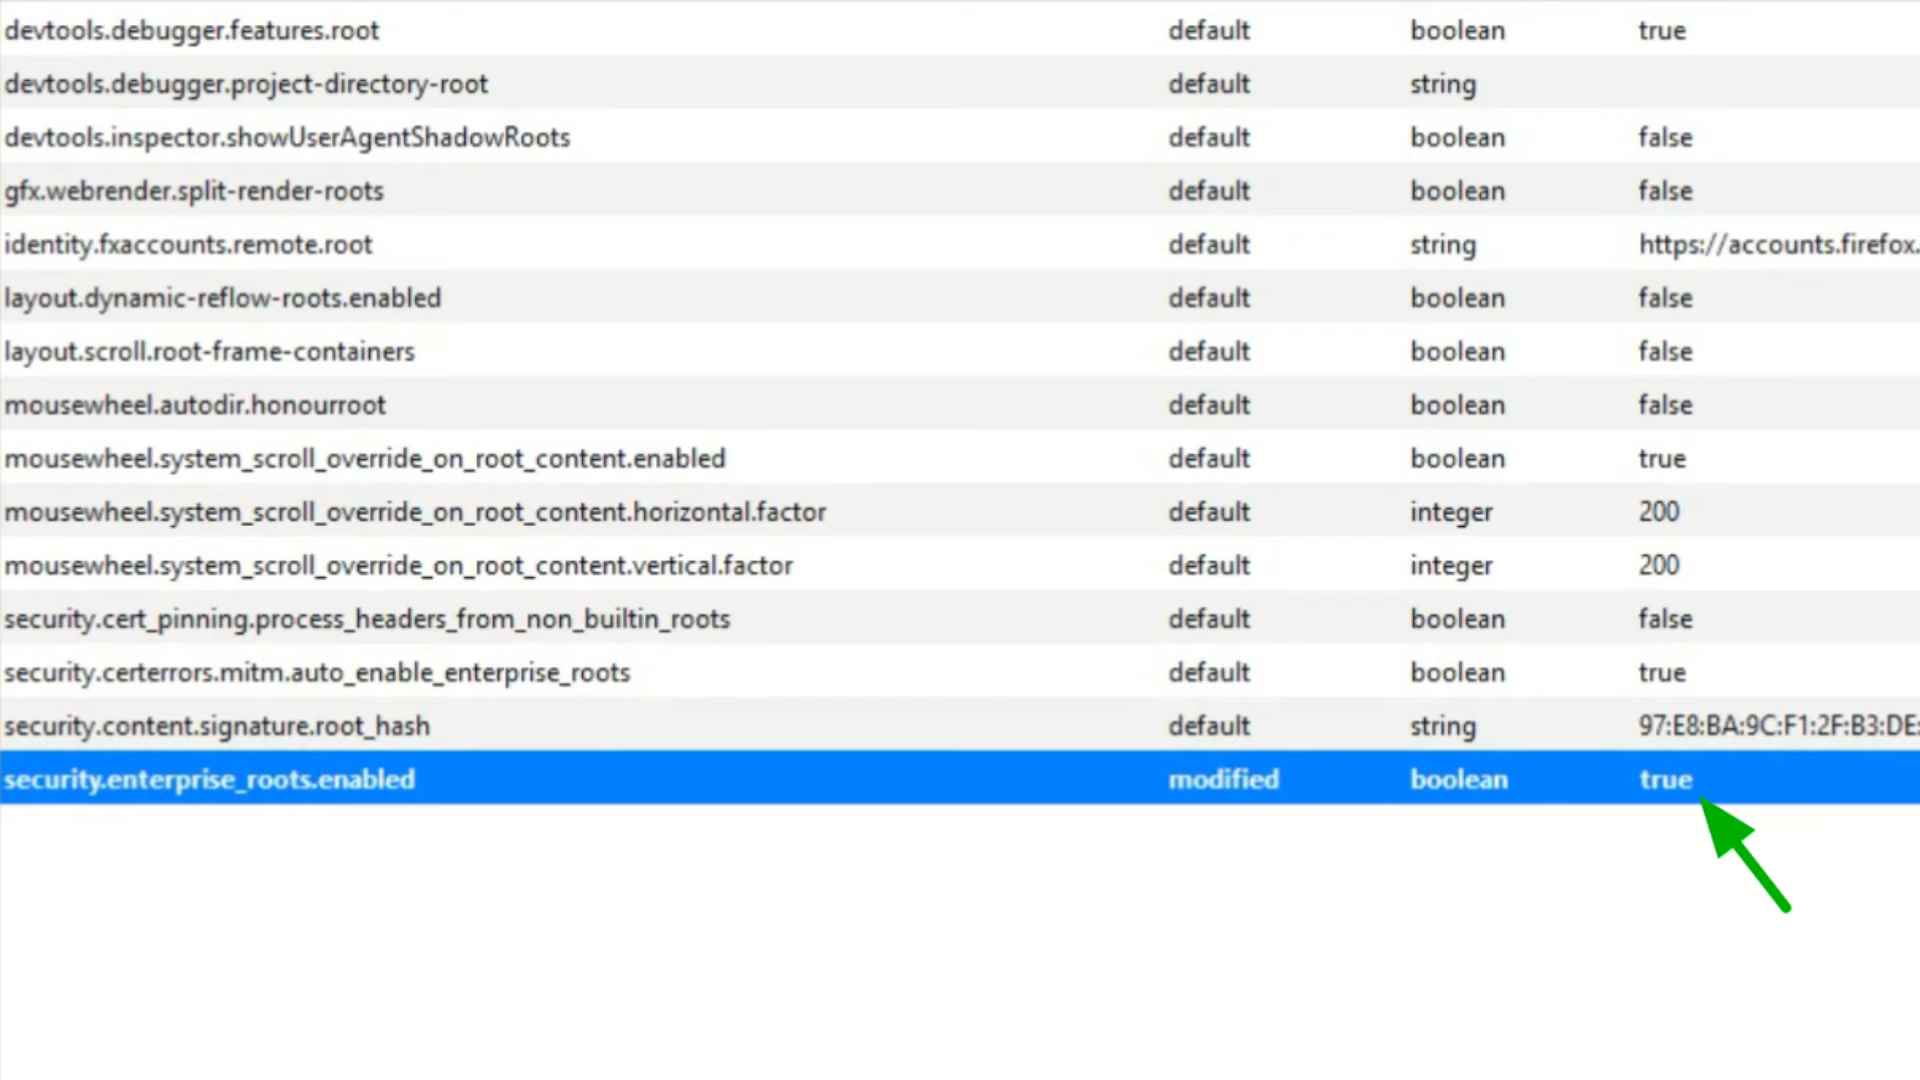 devtools.debugger.features.root default boolean true
devtools.debugger.project-directory-root default string
devtools.inspector.showUserAgentShadowRoots default boolean false
gfx.webrender.split-render-roots default boolean false
identity.fxaccounts.remote.root default string https://accounts.firefox.
layout.dynamic-reflow-roots.enabled default boolean false
layout.scroll.root-frame-containers default boolean false
mousewheel.autodir.honourroot default boolean false
mousewheel.system_scroll_override_on_root_content.enabled default boolean true
mousewheel.system_scroll_override_on_root_content.horizontal.factor default integer 200
mousewheel.system_scroll_override_on_root_content.vertical.factor default integer 200
security.cert_pinning.process_headers_from_non_builtin_roots default boolean false
security.certerrors.mitm.auto_enable_enterprise_roots default boolean true
security.content.signature.root_hash default string 97:E8:BA:9C:F1:2F:B3:DE:
security.enterprise_roots.enabled modified boolean true